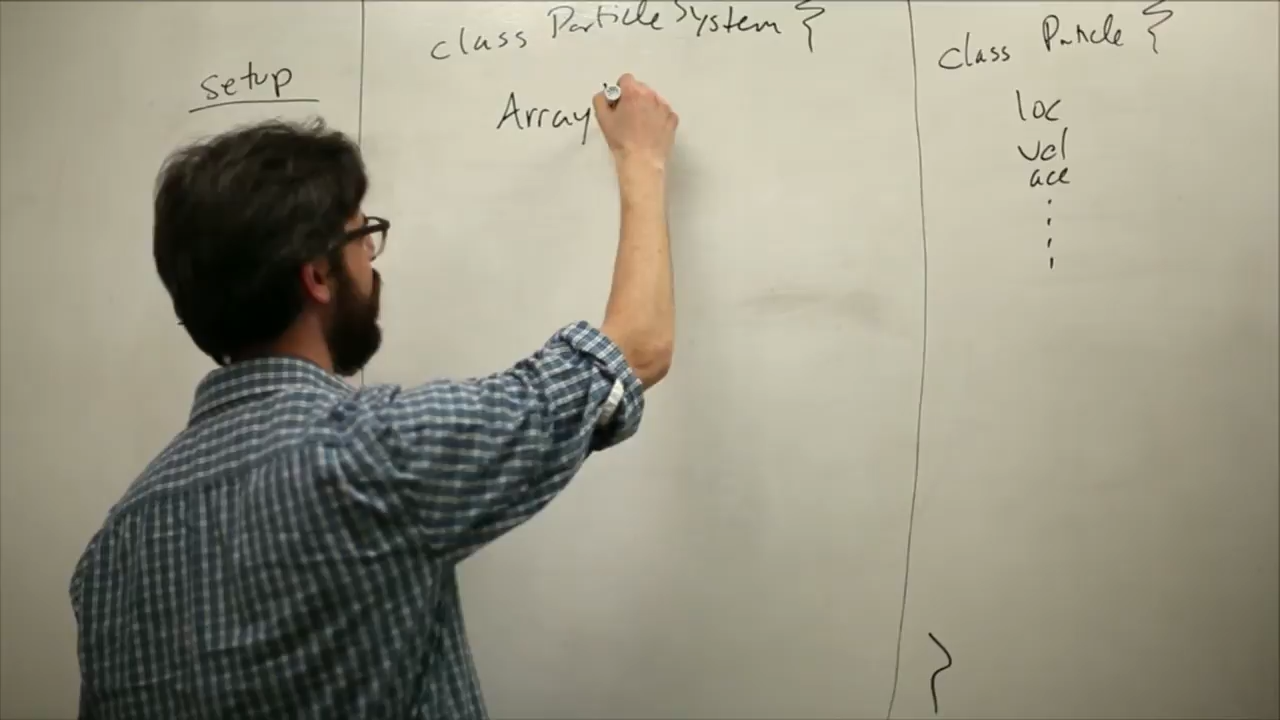 setup
class ParticleSystem {
Array
class Particle {
loc
vel
acc
}